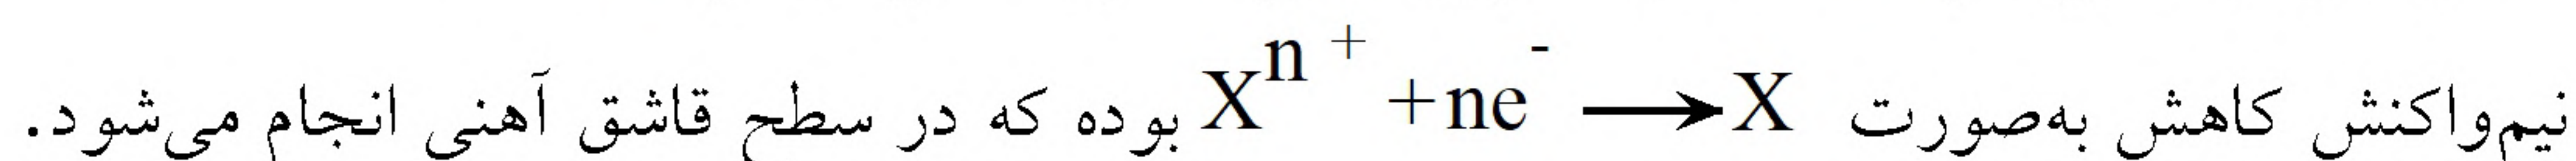 نیم‌واکنش کاهش به‌صورت Xⁿ⁺ + ne⁻ ⟶ X بوده که در سطح قاشق آهنی انجام می‌شود.